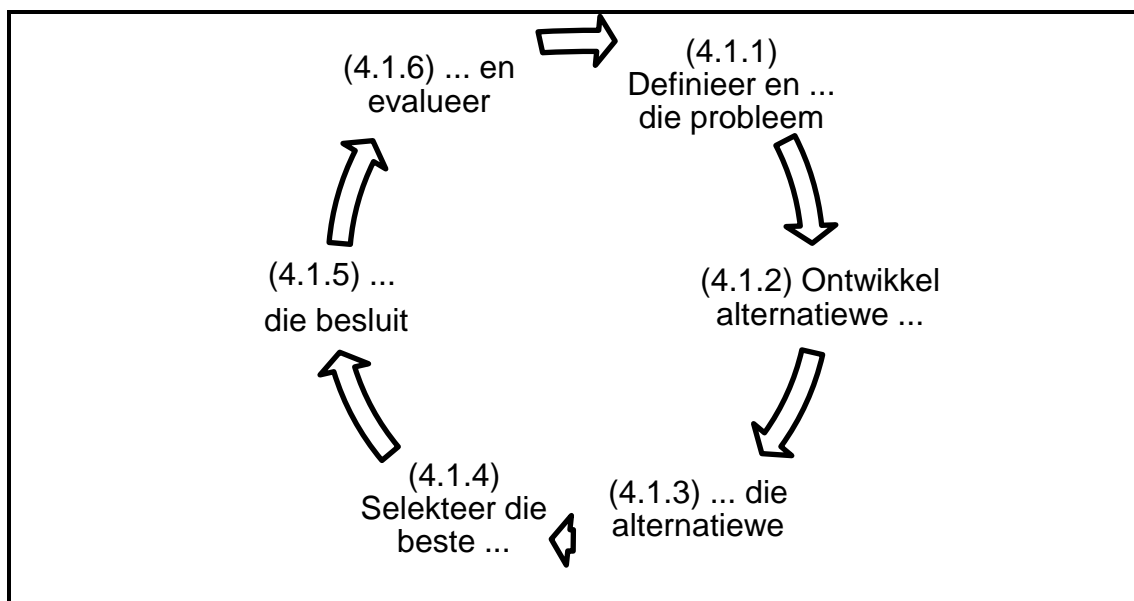 (4.1.1)
Definieer en ...
die probleem
(4.1.2) Ontwikkel
alternatiewe ...
(4.1.3) ... die
alternatiewe
(4.1.4)
Selekteer die
beste ...
(4.1.5) ...
die besluit
(4.1.6) ... en
evalueer